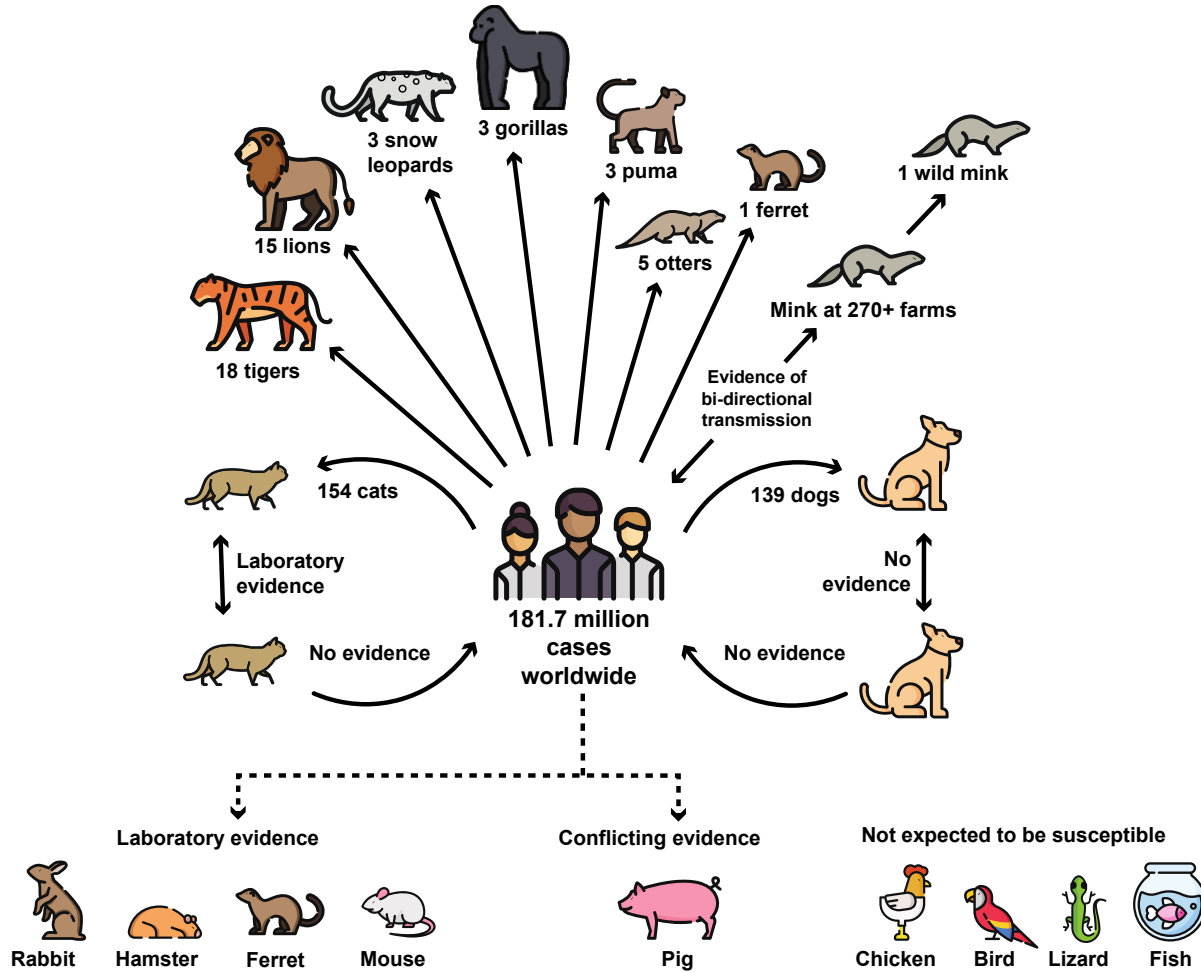 3 gorillas
3 snow
leopards
3 puma
1 wild mink
1 ferret
15 lions
5 otters
Mink at 270+ farms
18 tigers
Evidence of
bi-directional
transmission
154 cats
139 dogs
Laboratory
evidence
No
evidence
181.7 million
cases
worldwide
No evidence
No evidence
Laboratory evidence
Conflicting evidence
Not expected to be susceptible
Rabbit
Hamster
Ferret
Mouse
Pig
Chicken
Bird
Lizard
Fish